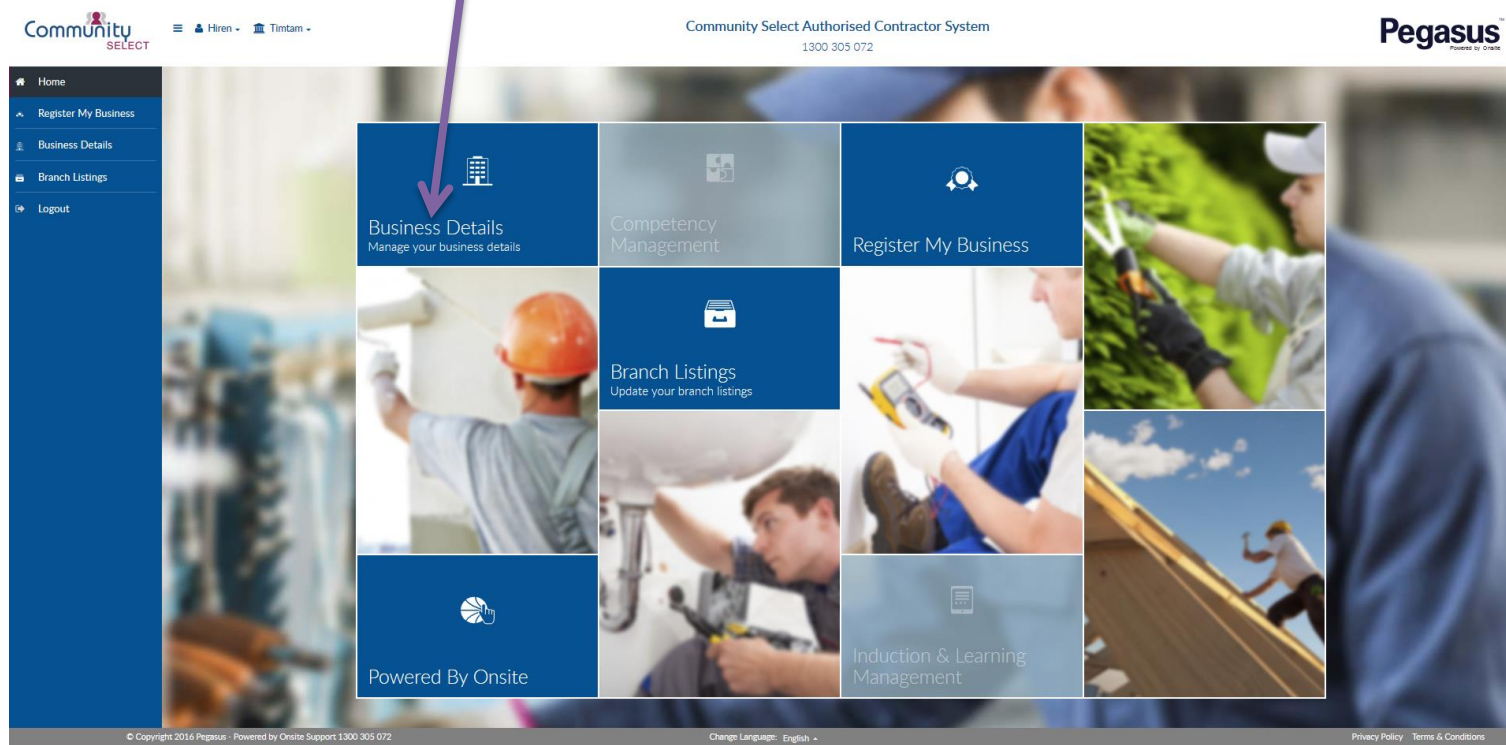 Community
SELECT
Hiren
Timtam
Community Select Authorised Contractor System
1300 305 072
Pegasus
Powered by Onsite
Home
Register My Business
Business Details
Branch Listings
Logout
Business Details
Manage your business details
Competency
Management
Register My Business
Branch Listings
Update your branch listings
Powered By Onsite
Induction & Learning
Management
© Copyright 2016 Pegasus - Powered by Onsite Support 1300 305 072
Change Language: English
Privacy Policy Terms & Conditions